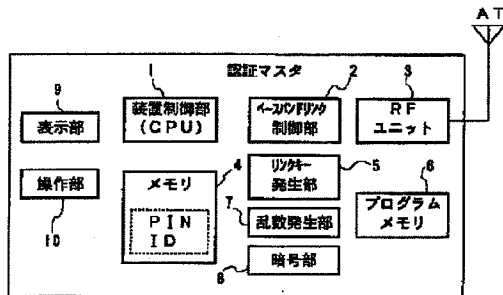 AT
認証マスタ
1
2
3
9
表示部
装置制御部
(CPU)
ベースバンドリンク
制御部
RF
ユニット
4
5
6
操作部
10
メモリ
PIN
ID
リンクキー
発生部
7
乱数発生部
プログラム
メモリ
8
暗号部